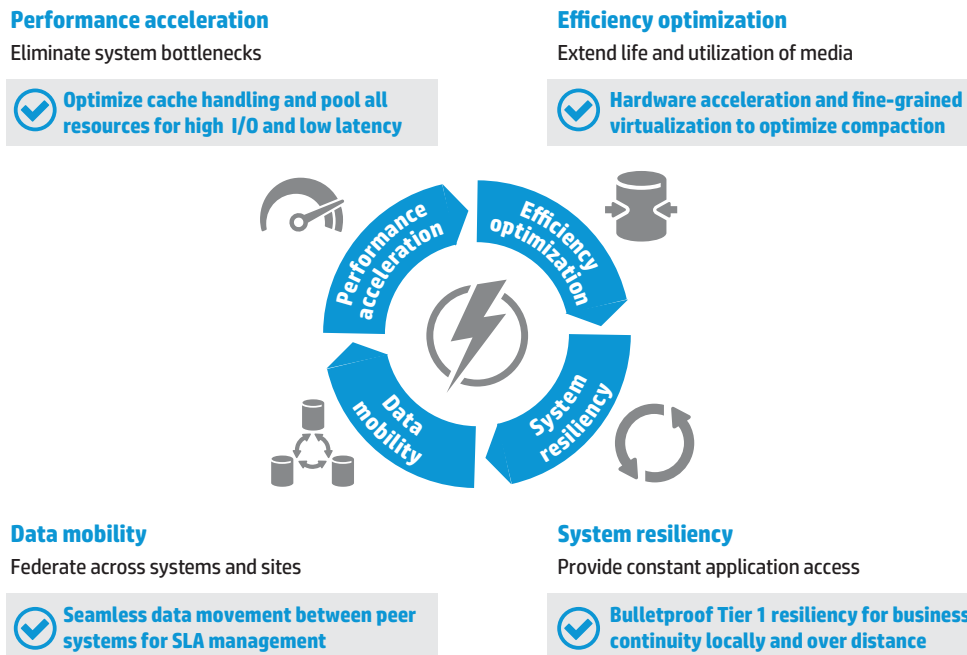 Performance acceleration
Eliminate system bottlenecks
Optimize cache handling and pool all
resources for high I/O and low latency
Efficiency optimization
Extend life and utilization of media
Hardware acceleration and fine-grained
virtualization to optimize compaction
Performance
acceleration
Efficiency
optimization
Data
mobility
System
resiliency
Data mobility
Federate across systems and sites
Seamless data movement between peer
systems for SLA management
System resiliency
Provide constant application access
Bulletproof Tier 1 resiliency for business
continuity locally and over distance